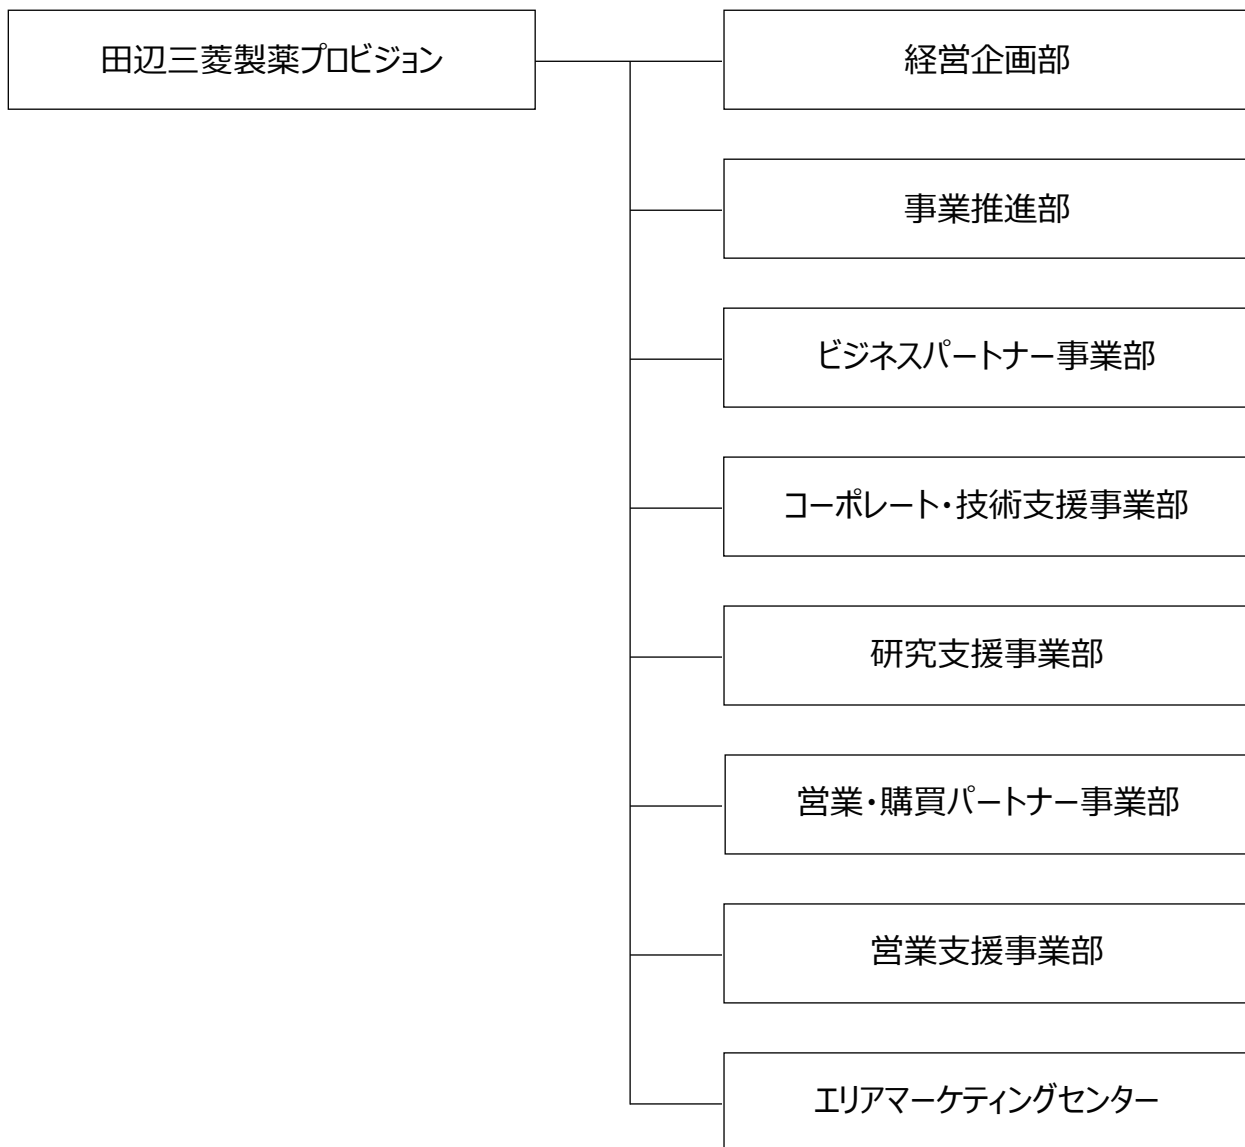 田辺三菱製薬プロビジョン
経営企画部
事業推進部
ビジネスパートナー事業部
コーポレート・技術支援事業部
研究支援事業部
営業・購買パートナー事業部
営業支援事業部
エリアマーケティングセンター